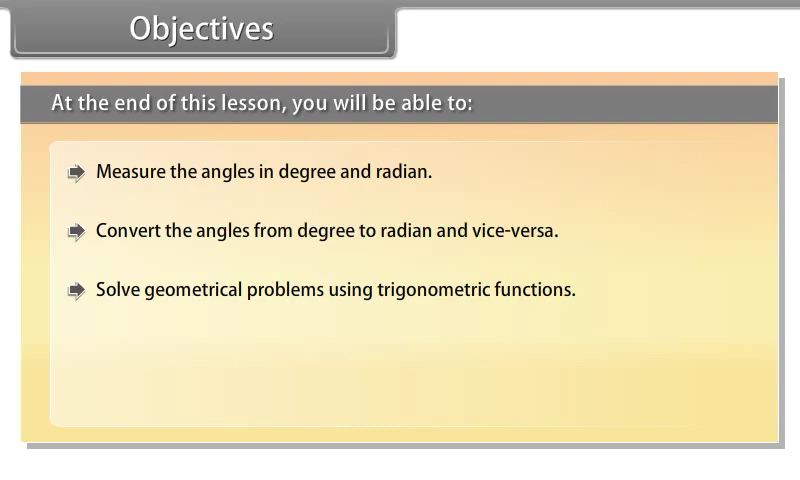 Objectives
At the end of this lesson, you will be able to:
Measure the angles in degree and radian.
Convert the angles from degree to radian and vice-versa.
Solve geometrical problems using trigonometric functions.